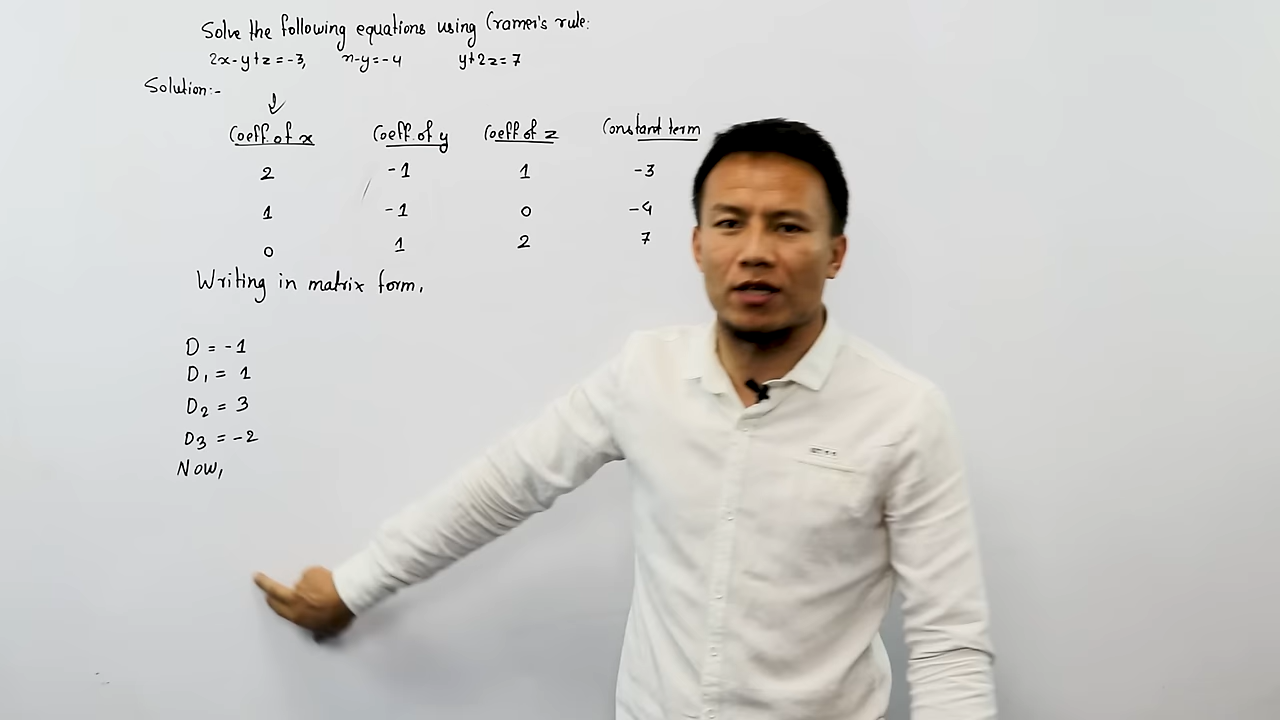 Solve the following equations using Cramer's rule:
2x-y+z=-3, x-y=-4 y+2z=7
Solution:-
Coeff. of x Coeff. of y Coeff of z Constant term
2 -1 1 -3
1 -1 0 -4
0 1 2 7
Writing in matrix form,
D = -1
D₁ = 1
D₂ = 3
D₃ = -2
Now,